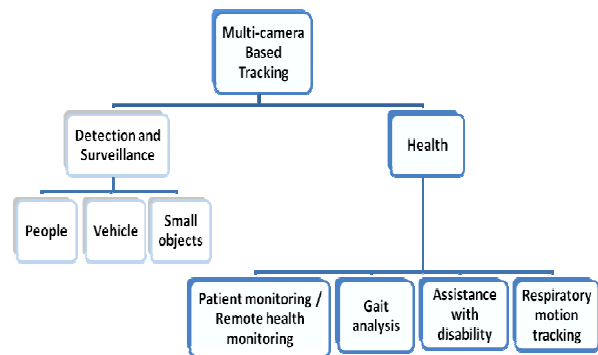 Multi-camera
Based
Tracking
Detection and
Surveillance
Health
People
Vehicle
Small
objects
Patient monitoring /
Remote health
monitoring
Gait
analysis
Assistance
with
disability
Respiratory
motion
tracking